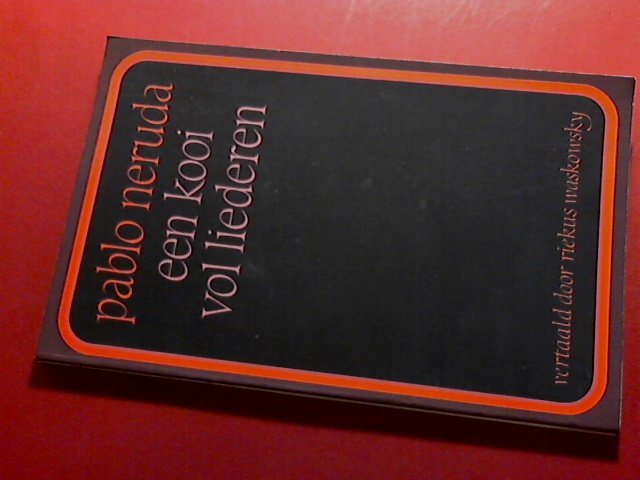 pablo neruda
een kooi
vol liederen
vertaald door riekus waskowsky